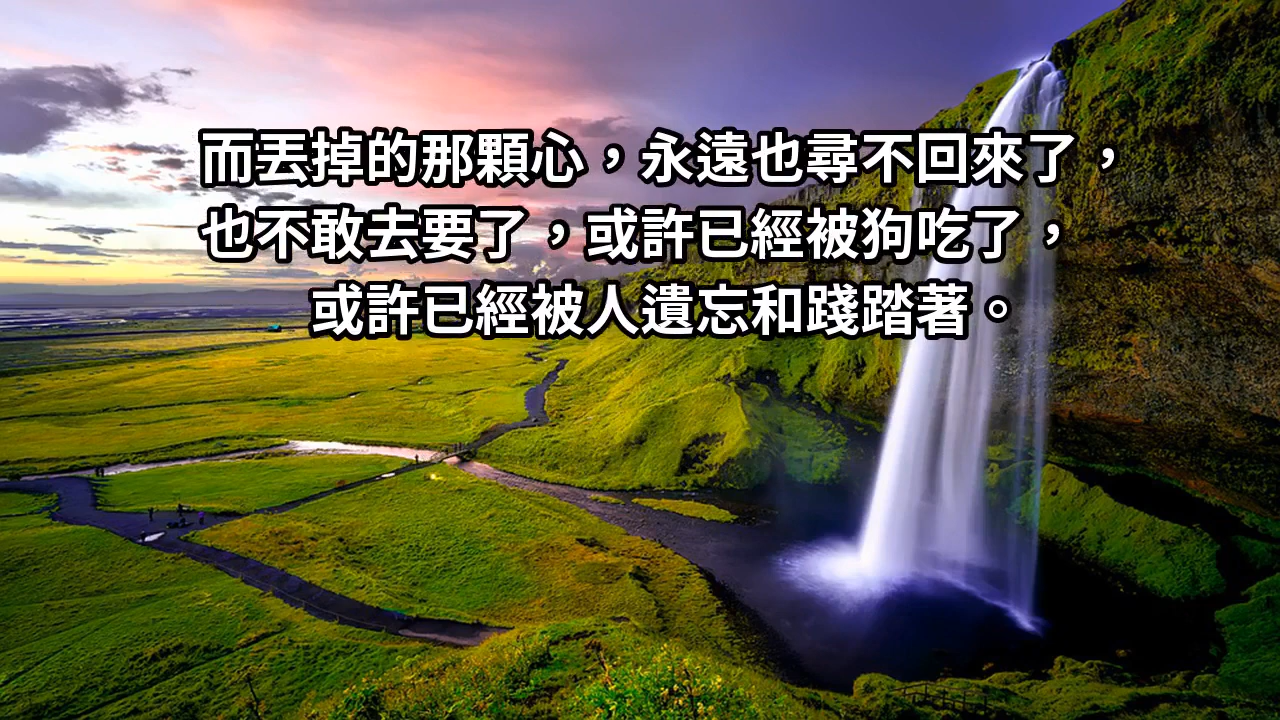 而丟掉的那顆心，永遠也尋不回來了，
也不敢去要了，或許已經被狗吃了，
或許已經被人遺忘和踐踏著。